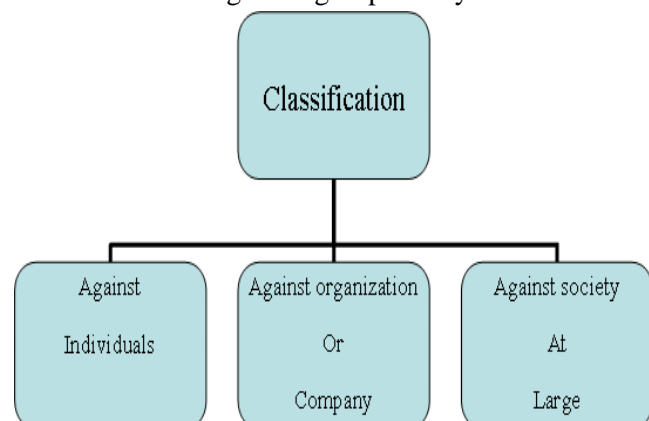 Classification
Against
Individuals
Against organization
Or
Company
Against society
At
Large